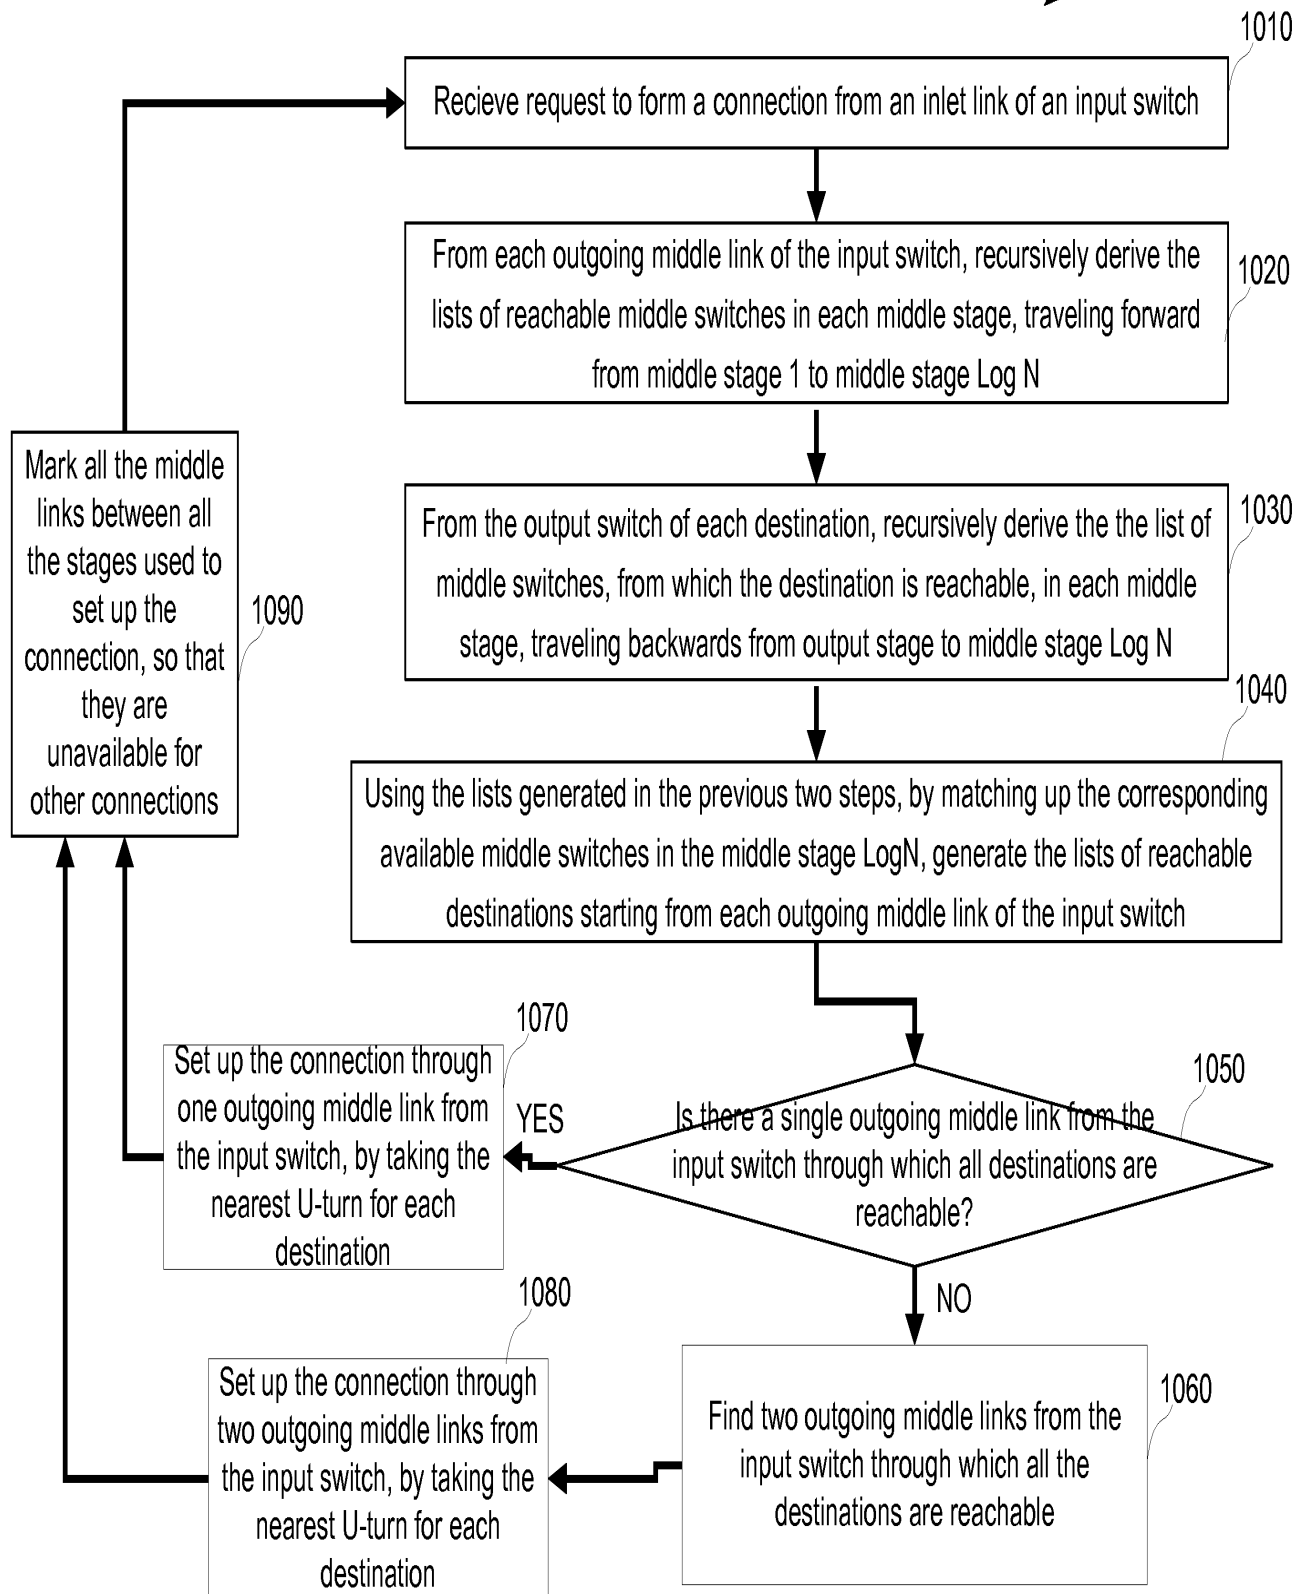 1010
Recieve request to form a connection from an inlet link of an input switch
From each outgoing middle link of the input switch, recursively derive the
lists of reachable middle switches in each middle stage, traveling forward
from middle stage 1 to middle stage Log N
1020
From the output switch of each destination, recursively derive the the list of
middle switches, from which the destination is reachable, in each middle
stage, traveling backwards from output stage to middle stage Log N
1030
Mark all the middle
links between all
the stages used to
set up the
connection, so that
they are
unavailable for
other connections
1090
1040
Using the lists generated in the previous two steps, by matching up the corresponding
available middle switches in the middle stage LogN, generate the lists of reachable
destinations starting from each outgoing middle link of the input switch
1050
Is there a single outgoing middle link from the
input switch through which all destinations are
reachable?
YES
1070
Set up the connection through
one outgoing middle link from
the input switch, by taking the
nearest U-turn for each
destination
NO
1060
Find two outgoing middle links from the
input switch through which all the
destinations are reachable
1080
Set up the connection through
two outgoing middle links from
the input switch, by taking the
nearest U-turn for each
destination